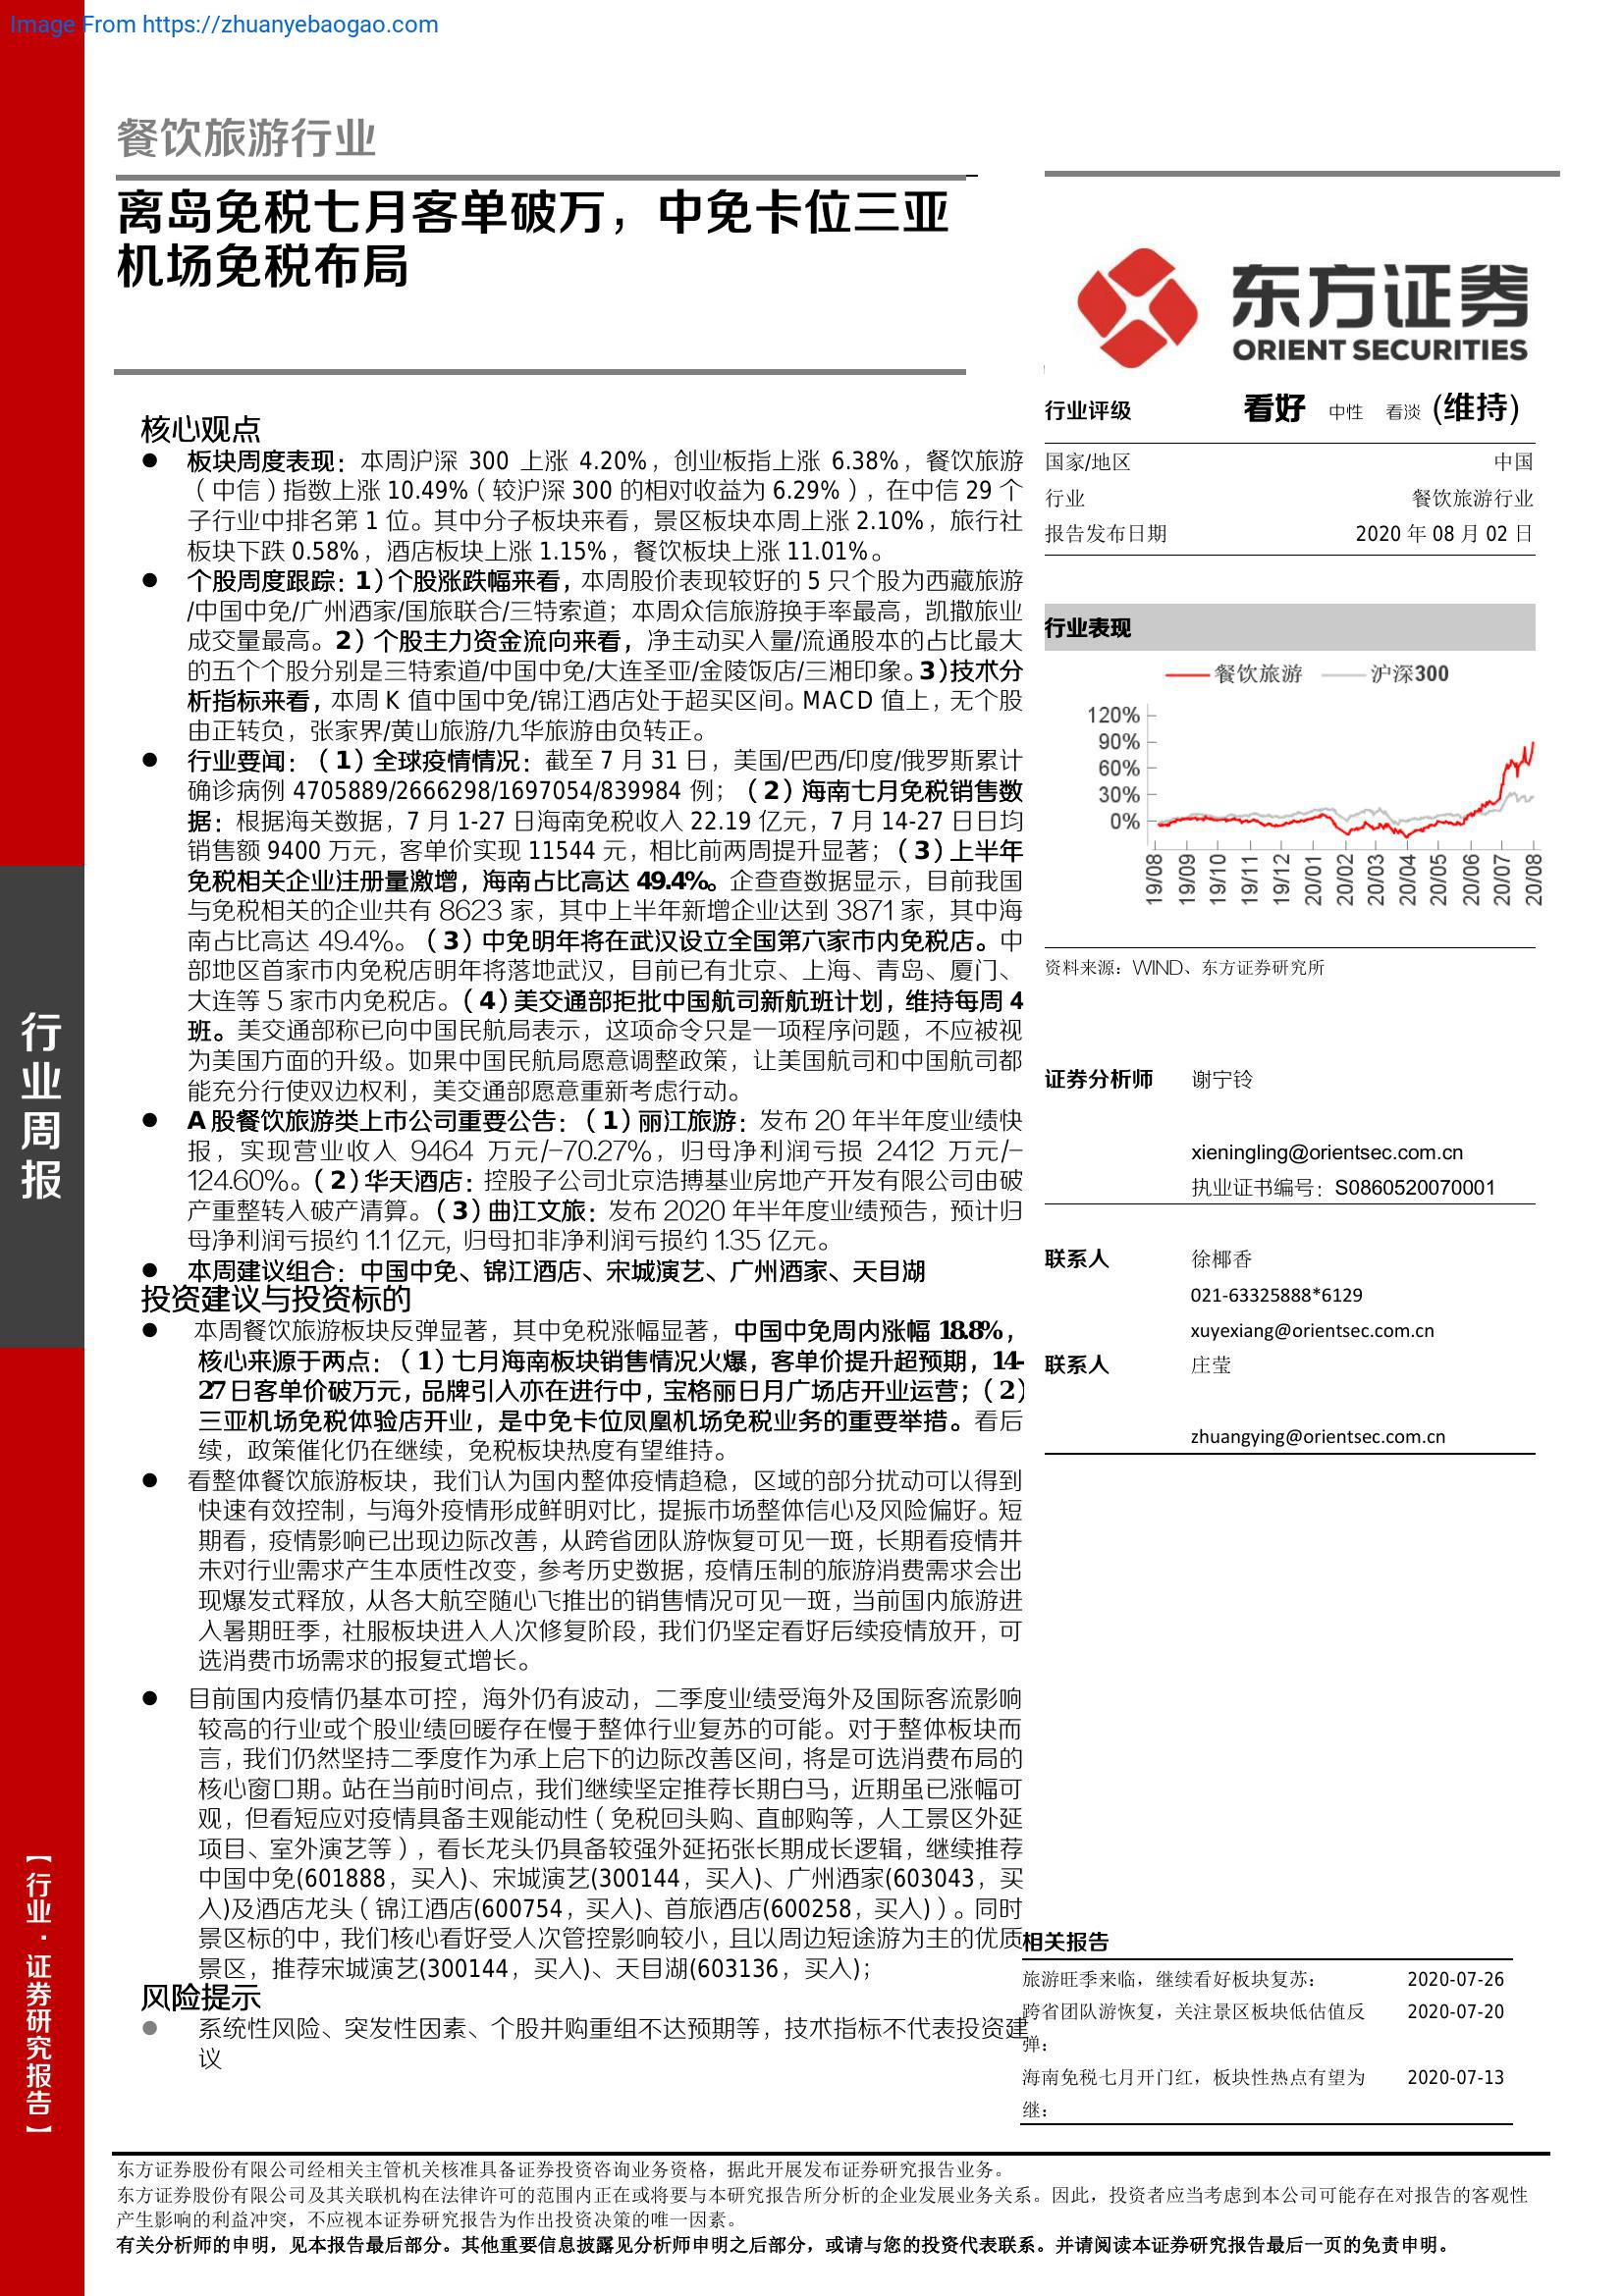 Image From https://zhuanyebaogao.com
餐饮旅游行业
离岛免税七月客单破万，中免卡位三亚
机场免税布局
东方证券
ORIENT SECURITIES
核心观点
● 板块周度表现：本周沪深 300 上涨 4.20%，创业板指上涨 6.38%，餐饮旅游
（中信）指数上涨 10.49%（较沪深 300 的相对收益为 6.29%），在中信 29 个
子行业中排名第 1 位。其中分子板块来看，景区板块本周上涨 2.10%，旅行社
板块下跌 0.58%，酒店板块上涨 1.15%，餐饮板块上涨 11.01%。
● 个股周度跟踪：1）个股涨跌幅来看，本周股价表现较好的 5 只个股为西藏旅游
/中国中免/广州酒家/国旅联合/三特索道；本周众信旅游换手率最高，凯撒旅业
成交量最高。2）个股主力资金流向来看，净主动买入量/流通股本的占比最大
的五个个股分别是三特索道/中国中免/大连圣亚/金陵饭店/三湘印象。3）技术分
析指标来看，本周 K 值中国中免/锦江酒店处于超买区间。MACD 值上，无个股
由正转负，张家界/黄山旅游/九华旅游由负转正。
● 行业要闻：（1）全球疫情情况：截至 7 月 31 日，美国/巴西/印度/俄罗斯累计
确诊病例 4705889/2666298/1697054/839984 例；（2）海南七月免税销售数
据：根据海关数据，7 月 1-27 日海南免税收入 22.19 亿元，7 月 14-27 日日均
销售额 9400 万元，客单价实现 11544 元，相比前两周提升显著；（3）上半年
免税相关企业注册量激增，海南占比高达 49.4%。企查查数据显示，目前我国
与免税相关的企业共有 8623 家，其中上半年新增企业达到 3871 家，其中海
南占比高达 49.4%。（3）中免明年将在武汉设立全国第六家市内免税店。中
部地区首家市内免税店明年将落地武汉，目前已有北京、上海、青岛、厦门、
大连等 5 家市内免税店。（4）美交通部拒批中国航司新航班计划，维持每周 4
班。美交通部称已向中国民航局表示，这项命令只是一项程序问题，不应被视
为美国方面的升级。如果中国民航局愿意调整政策，让美国航司和中国航司都
能充分行使双边权利，美交通部愿意重新考虑行动。
● A 股餐饮旅游类上市公司重要公告：（1）丽江旅游：发布 20 年半年度业绩快
报，实现营业收入 9464 万元/-70.27%，归母净利润亏损 2412 万元/-
124.60%。（2）华天酒店：控股子公司北京浩搏基业房地产开发有限公司由破
产重整转入破产清算。（3）曲江文旅：发布 2020 年半年度业绩预告，预计归
母净利润亏损约 1.1 亿元, 归母扣非净利润亏损约 1.35 亿元。
● 本周建议组合：中国中免、锦江酒店、宋城演艺、广州酒家、天目湖
投资建议与投资标的
● 本周餐饮旅游板块反弹显著，其中免税涨幅显著，中国中免周内涨幅 18.8%，
核心来源于两点：（1）七月海南板块销售情况火爆，客单价提升超预期，14-
27 日客单价破万元，品牌引入亦在进行中，宝格丽日月广场店开业运营；（2）
三亚机场免税体验店开业，是中免卡位凤凰机场免税业务的重要举措。看后
续，政策催化仍在继续，免税板块热度有望维持。
● 看整体餐饮旅游板块，我们认为国内整体疫情趋稳，区域的部分扰动可以得到
快速有效控制，与海外疫情形成鲜明对比，提振市场整体信心及风险偏好。短
期看，疫情影响已出现边际改善，从跨省团队游恢复可见一斑，长期看疫情并
未对行业需求产生本质性改变，参考历史数据，疫情压制的旅游消费需求会出
现爆发式释放，从各大航空随心飞推出的销售情况可见一斑，当前国内旅游进
入暑期旺季，社服板块进入人次修复阶段，我们仍坚定看好后续疫情放开，可
选消费市场需求的报复式增长。
● 目前国内疫情仍基本可控，海外仍有波动，二季度业绩受海外及国际客流影响
较高的行业或个股业绩回暖存在慢于整体行业复苏的可能。对于整体板块而
言，我们仍然坚持二季度作为承上启下的边际改善区间，将是可选消费布局的
核心窗口期。站在当前时间点，我们继续坚定推荐长期白马，近期虽已涨幅可
观，但看短应对疫情具备主观能动性（免税回头购、直邮购等，人工景区外延
项目、室外演艺等），看长龙头仍具备较强外延拓张长期成长逻辑，继续推荐
中国中免(601888，买入)、宋城演艺(300144，买入)、广州酒家(603043，买
入)及酒店龙头（锦江酒店(600754，买入)、首旅酒店(600258，买入)）。同时
景区标的中，我们核心看好受人次管控影响较小，且以周边短途游为主的优质
景区，推荐宋城演艺(300144，买入)、天目湖(603136，买入)；
风险提示
● 系统性风险、突发性因素、个股并购重组不达预期等，技术指标不代表投资建
议
行业评级 看好 中性 看淡 (维持)
国家/地区 中国
行业 餐饮旅游行业
报告发布日期 2020 年 08 月 02 日
行业表现
餐饮旅游 沪深300
120%
90%
60%
30%
0%
19/08 19/09 19/10 19/11 19/12 20/01 20/02 20/03 20/04 20/05 20/06 20/07 20/08
资料来源：WIND、东方证券研究所
证券分析师 谢宁铃
xieningling@orientsec.com.cn
执业证书编号：S0860520070001
联系人 徐椰香
021-63325888*6129
xuyexiang@orientsec.com.cn
联系人 庄莹
zhuangying@orientsec.com.cn
相关报告
旅游旺季来临，继续看好板块复苏： 2020-07-26
跨省团队游恢复，关注景区板块低估值反 2020-07-20
弹：
海南免税七月开门红，板块性热点有望为 2020-07-13
继：
行业周报
【行业·证券研究报告】
东方证券股份有限公司经相关主管机关核准具备证券投资咨询业务资格，据此开展发布证券研究报告业务。
东方证券股份有限公司及其关联机构在法律许可的范围内正在或将要与本研究报告所分析的企业发展业务关系。因此，投资者应当考虑到本公司可能存在对报告的客观性
产生影响的利益冲突，不应视本证券研究报告为作出投资决策的唯一因素。
有关分析师的申明，见本报告最后部分。其他重要信息披露见分析师申明之后部分，或请与您的投资代表联系。并请阅读本证券研究报告最后一页的免责申明。